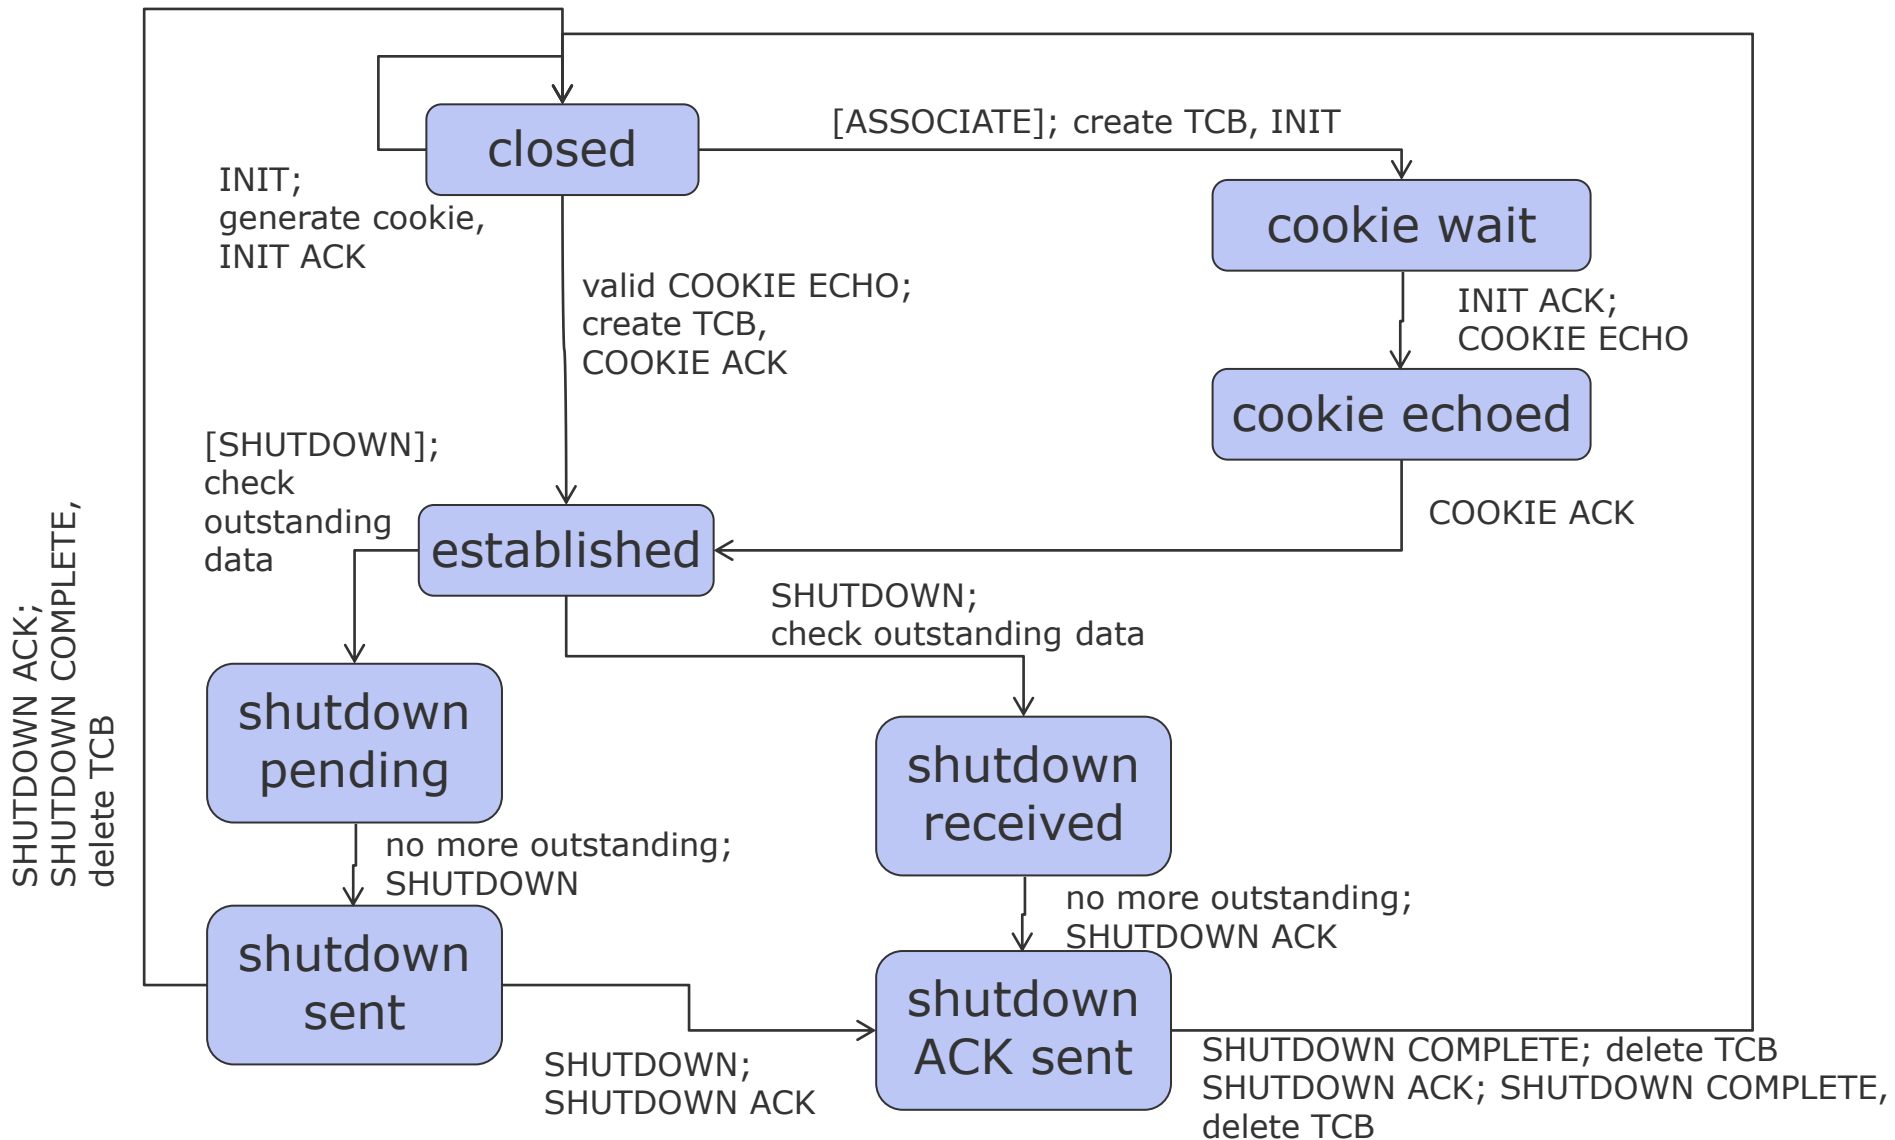 closed
[ASSOCIATE]; create TCB, INIT
INIT;
generate cookie,
INIT ACK
cookie wait
valid COOKIE ECHO;
create TCB,
COOKIE ACK
INIT ACK;
COOKIE ECHO
cookie echoed
[SHUTDOWN];
check
outstanding
data
COOKIE ACK
established
SHUTDOWN;
check outstanding data
SHUTDOWN ACK;
SHUTDOWN COMPLETE,
delete TCB
shutdown
pending
shutdown
received
no more outstanding;
SHUTDOWN
no more outstanding;
SHUTDOWN ACK
shutdown
sent
shutdown
ACK sent
SHUTDOWN;
SHUTDOWN ACK
SHUTDOWN COMPLETE; delete TCB
SHUTDOWN ACK; SHUTDOWN COMPLETE,
delete TCB